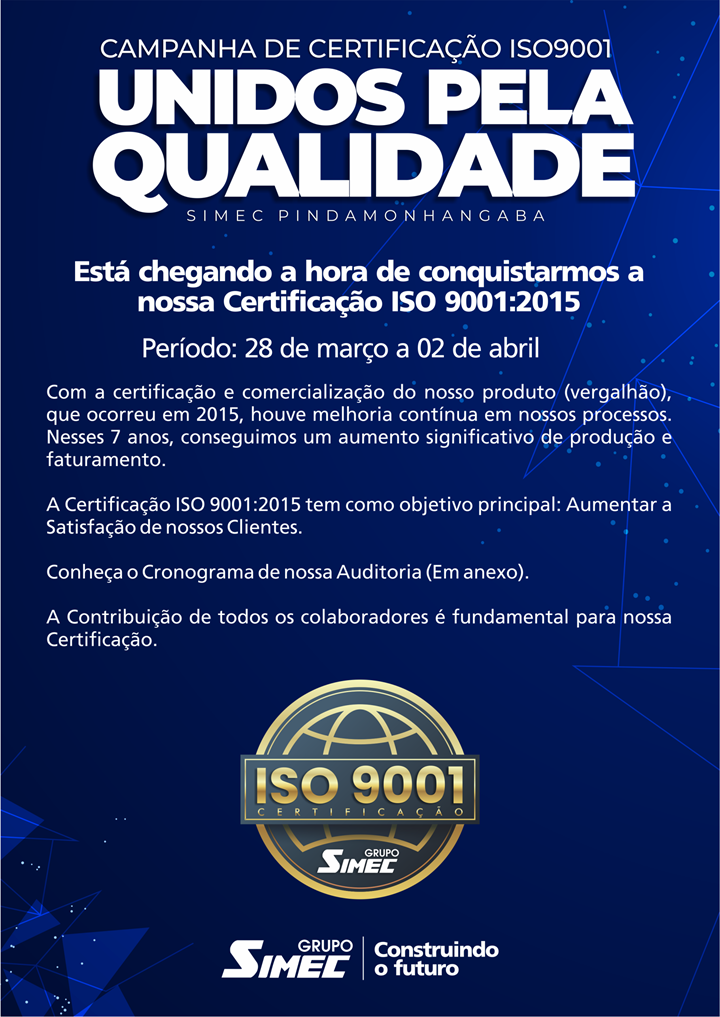 CAMPANHA DE CERTIFICAÇÃO ISO9001
UNIDOS PELA
QUALIDADE
SIMEC PINDAMONHANGABA
Está chegando a hora de conquistarmos a
nossa Certificação ISO 9001:2015
Período: 28 de março a 02 de abril
Com a certificação e comercialização do nosso produto (vergalhão),
que ocorreu em 2015, houve melhoria contínua em nossos processos.
Nesses 7 anos, conseguimos um aumento significativo de produção e
faturamento.
A Certificação ISO 9001:2015 tem como objetivo principal: Aumentar a
Satisfação de nossos Clientes.
Conheça o Cronograma de nossa Auditoria (Em anexo).
A Contribuição de todos os colaboradores é fundamental para nossa
Certificação.
ISO 9001
CERTIFICAÇÃO
GRUPO
SIMEC
GRUPO
SIMEC
Construindo
o futuro